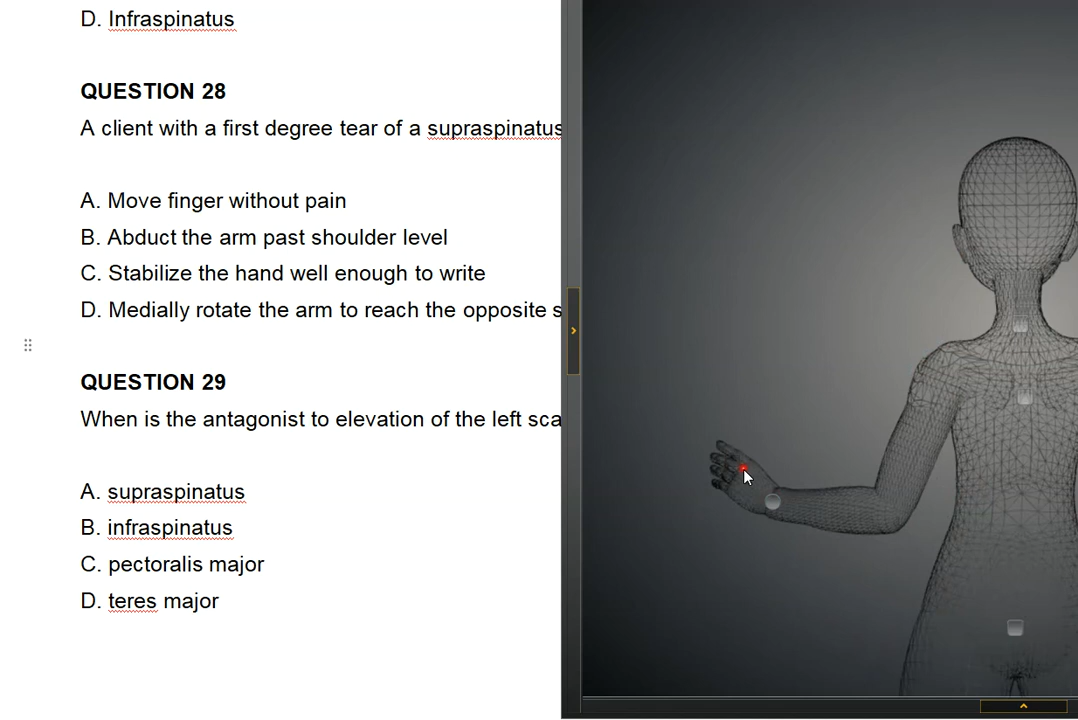 D. Infraspinatus
QUESTION 28
A client with a first degree tear of a supraspinatus
A. Move finger without pain
B. Abduct the arm past shoulder level
C. Stabilize the hand well enough to write
D. Medially rotate the arm to reach the opposite s
QUESTION 29
When is the antagonist to elevation of the left sca
A. supraspinatus
B. infraspinatus
C. pectoralis major
D. teres major